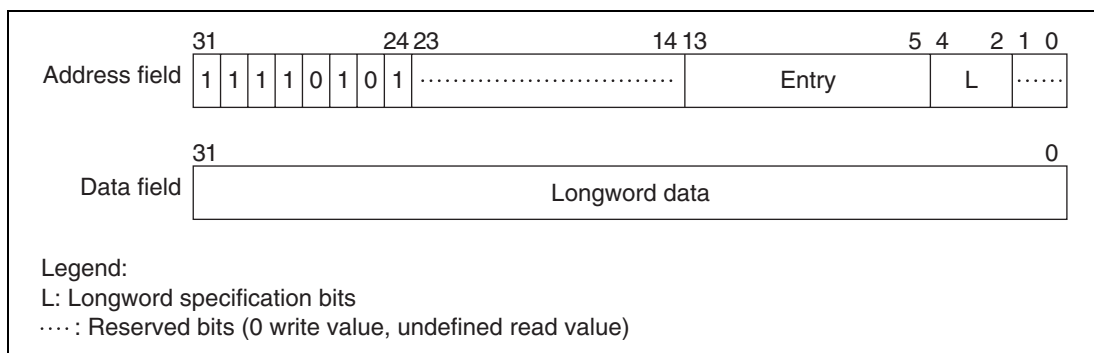 31 24 23 14 13 5 4 2 1 0
Address field 1 1 1 1 0 1 0 1 .............................. Entry L ......
31 0
Data field Longword data
Legend:
L: Longword specification bits
···· : Reserved bits (0 write value, undefined read value)